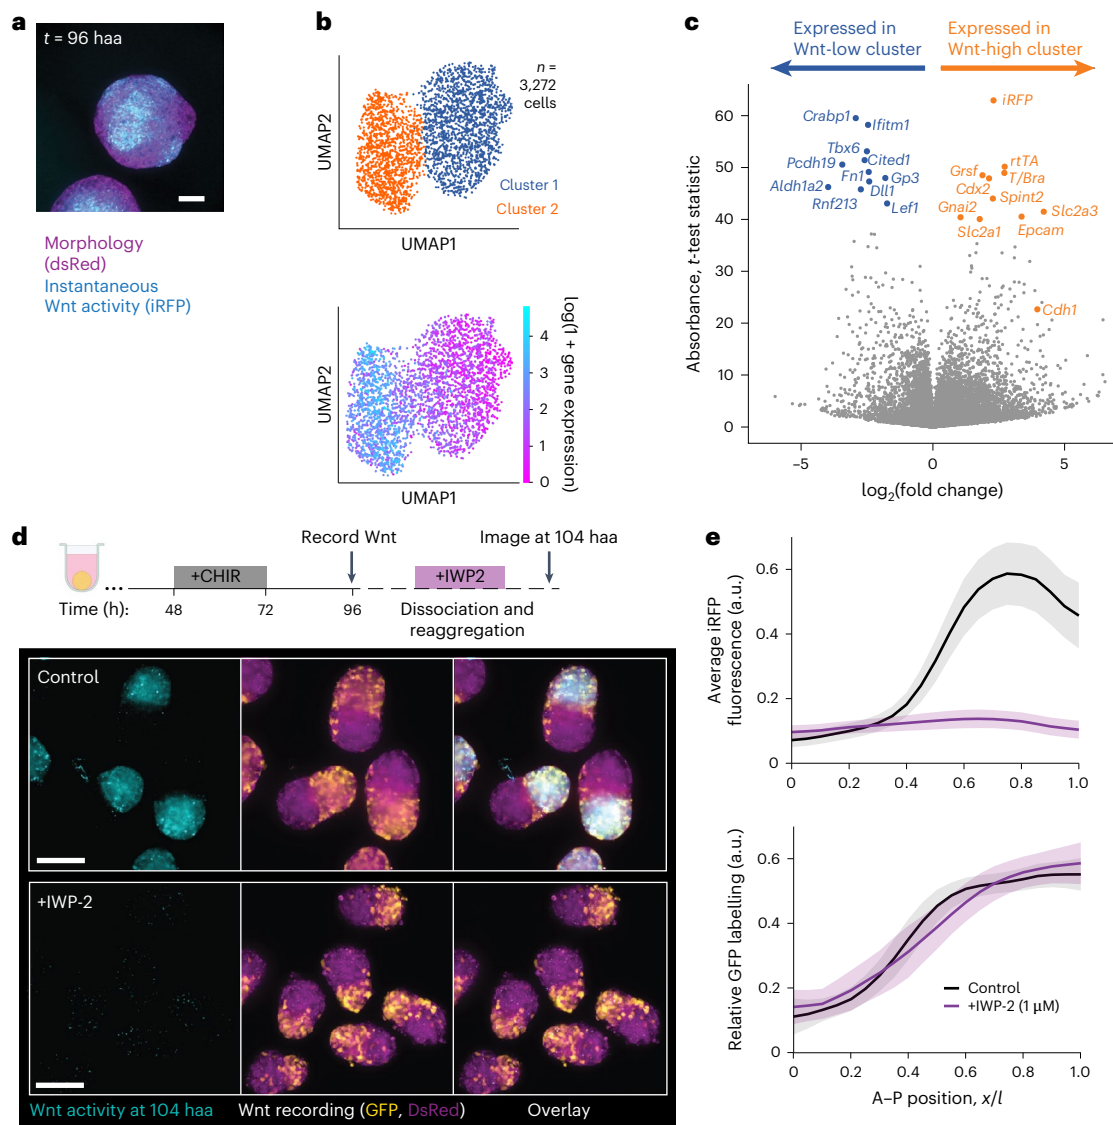 a
t = 96 haa
Morphology
(dsRed)
Instantaneous
Wnt activity (iRFP)
b
n =
3,272
cells
UMAP2
Cluster 1
Cluster 2
UMAP1
UMAP2
UMAP1
4
3
2
1
0
log(1 + gene expression)
c
Expressed in
Wnt-low cluster
Expressed in
Wnt-high cluster
Absorbance, t-test statistic
60
50
40
30
20
10
0
iRFP
Crabp1
Ifitm1
Tbx6
Cited1
Pcdh19
Fn1
Gp3
Aldh1a2
Dll1
Rnf213
Lef1
rtTA
Grsf
T/Bra
Cdx2
Spint2
Gnai2
Slc2a3
Slc2a1
Epcam
Cdh1
−5
0
5
log2(fold change)
d
Record Wnt
Image at 104 haa
+CHIR
+IWP2
Time (h):
48
72
96
Dissociation and
reaggregation
Control
+IWP-2
Wnt activity at 104 haa
Wnt recording (GFP, DsRed)
Overlay
e
Average iRFP
fluorescence (a.u.)
0.6
0.4
0.2
0
0
0.2
0.4
0.6
0.8
1.0
Relative GFP labelling (a.u.)
0.6
0.4
0.2
0
Control
+IWP-2 (1 µM)
0
0.2
0.4
0.6
0.8
1.0
A–P position, x/l